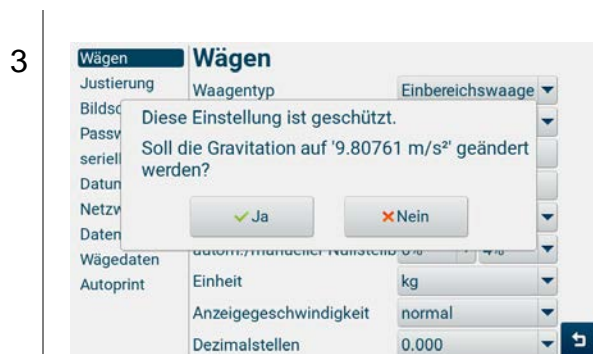 3
Wägen
Wägen
Justierung
Waagentyp
Einbereichswaage
Diese Einstellung ist geschützt.
Soll die Gravitation auf '9.80761 m/s²' geändert
werden?
Ja
Nein
Daten
Wägedaten
Autoprint
Einheit
kg
Anzeigegeschwindigkeit
normal
Dezimalstellen
0.000